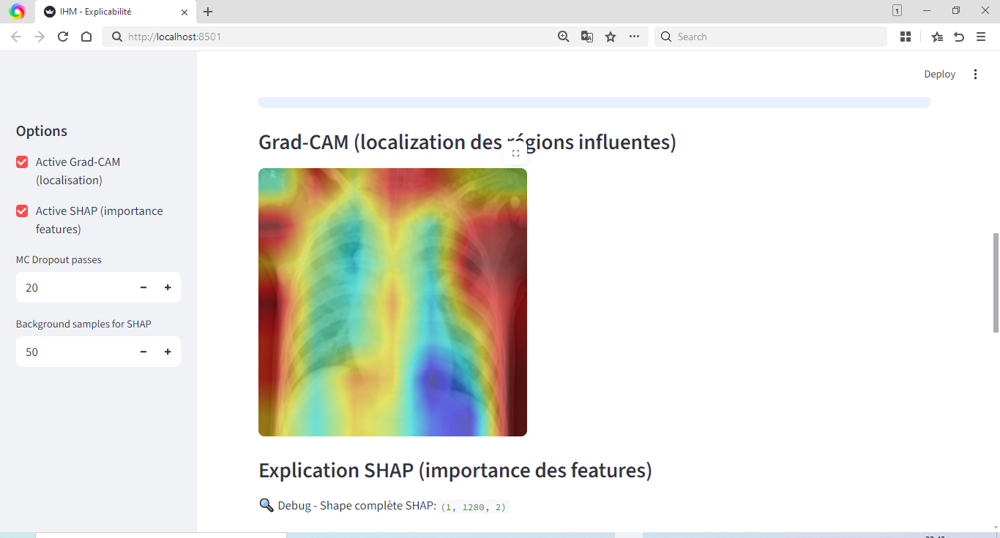 IHM - Explicabilité
1
http://localhost:8501
Search
Deploy
Options
Active Grad-CAM
(localisation)
Active SHAP (importance
features)
MC Dropout passes
20
Background samples for SHAP
50
Grad-CAM (localization des régions influentes)
Explication SHAP (importance des features)
Debug - Shape complète SHAP: (1, 1280, 2)